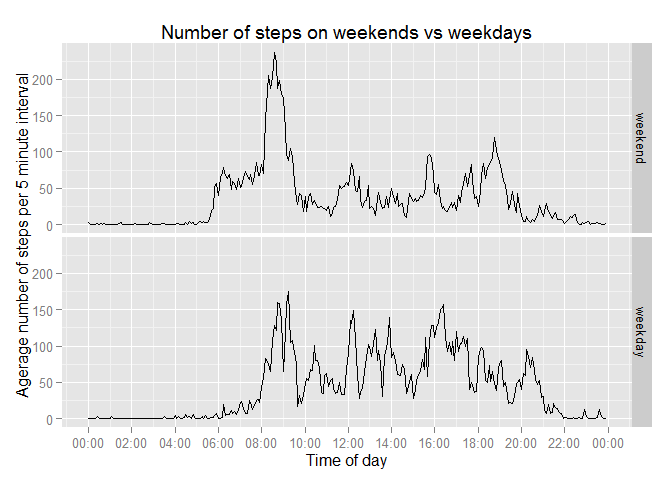 Number of steps on weekends vs weekdays
Agerage number of steps per 5 minute interval
200
150
100
50
0
weekend
200
150
100
50
0
weekday
00:00 02:00 04:00 06:00 08:00 10:00 12:00 14:00 16:00 18:00 20:00 22:00 00:00
Time of day